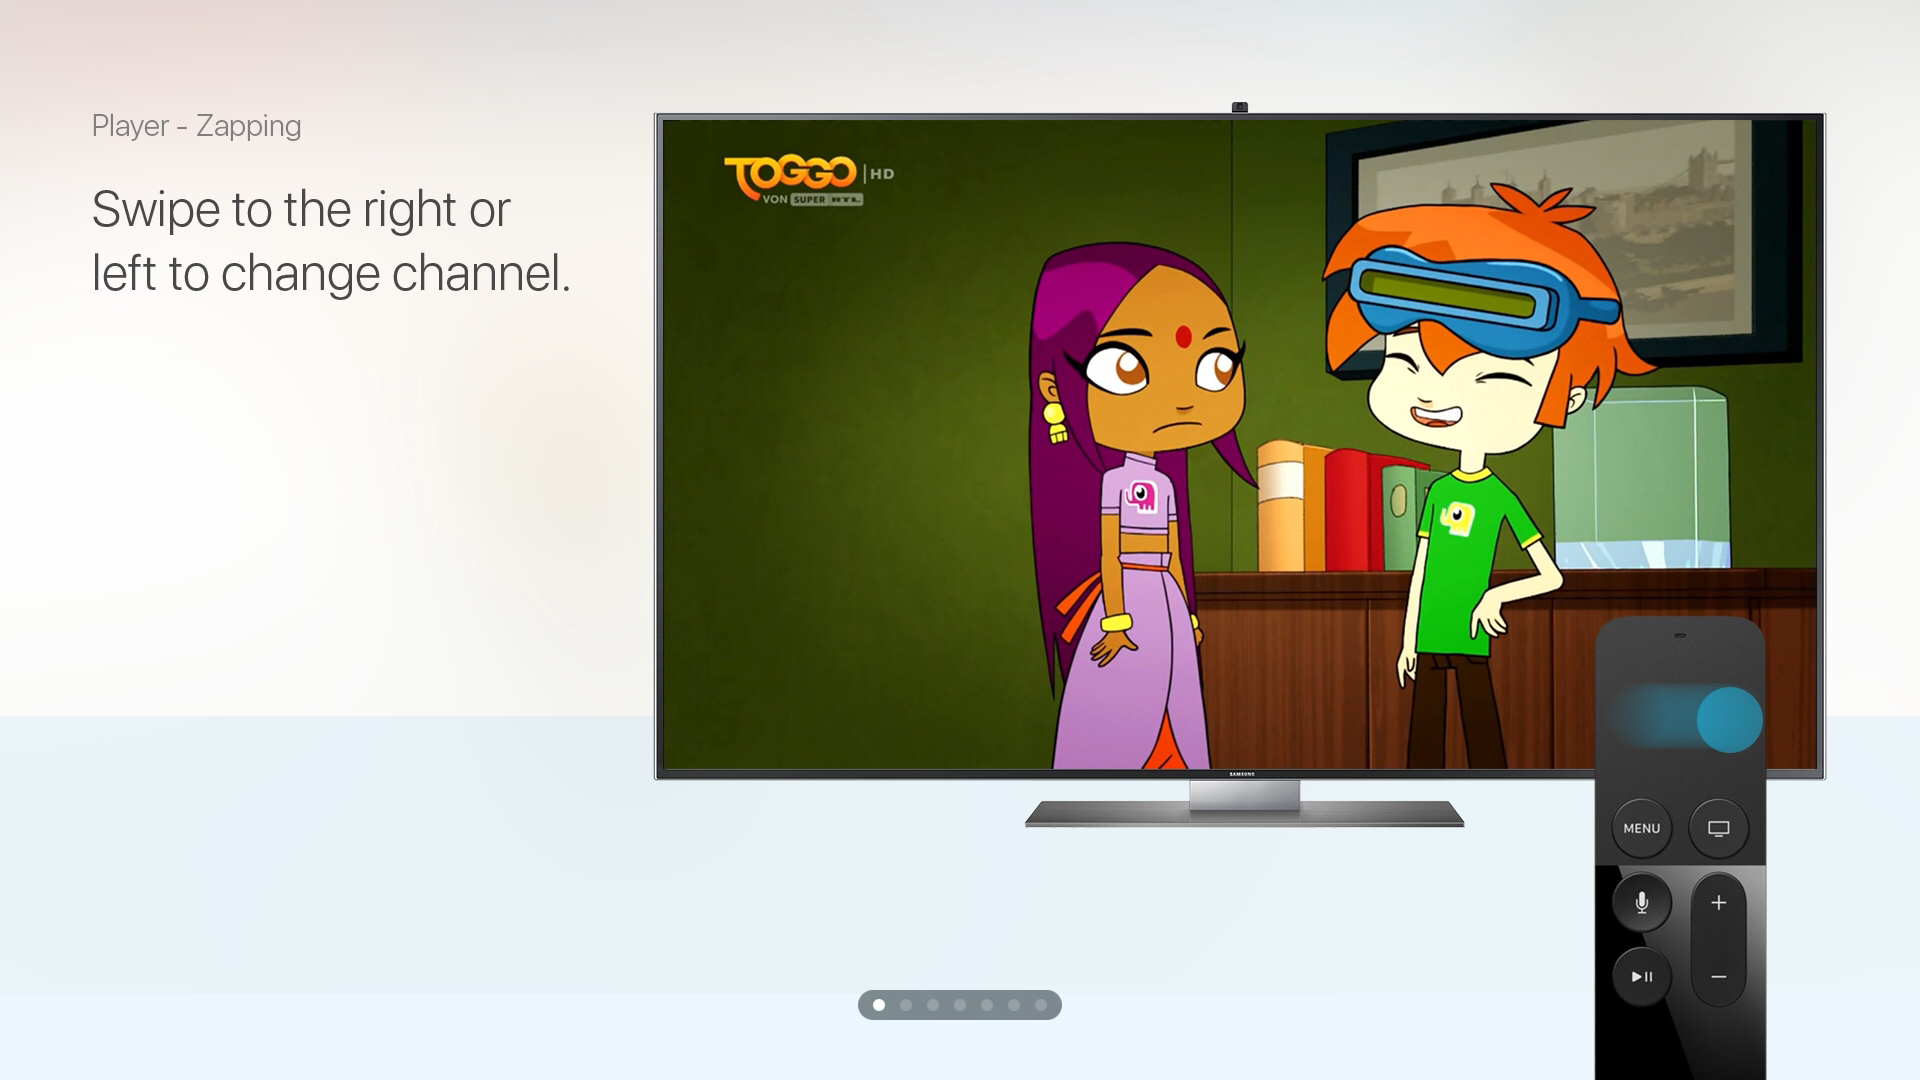 Player - Zapping
Swipe to the right or
left to change channel.
TOGGO | HD
VON SUPER RTL
SAMSUNG
MENU